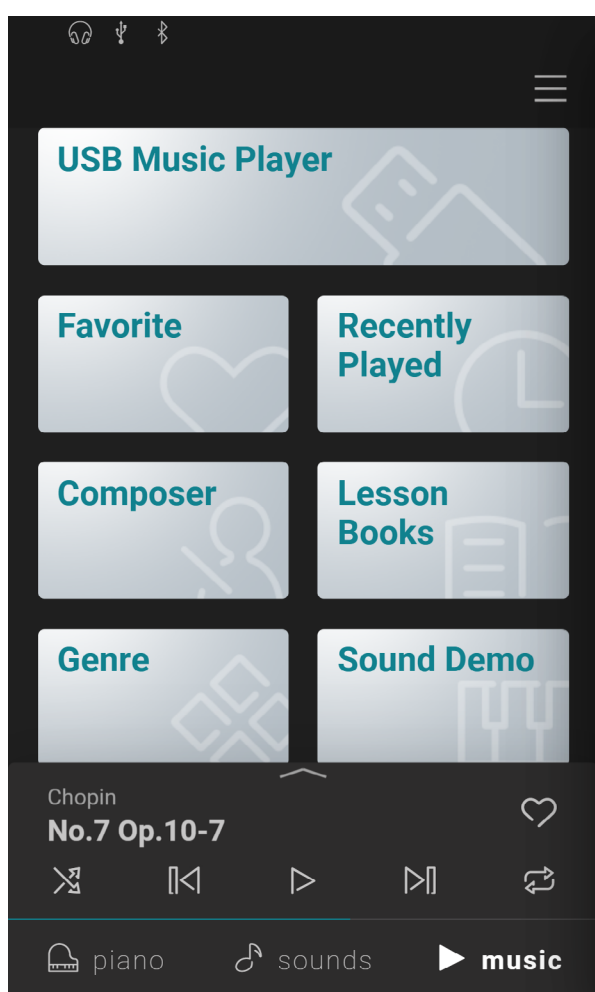 USB Music Player
Favorite
Recently
Played
Composer
Lesson
Books
Genre
Sound Demo
Chopin
No.7 Op.10-7
piano
sounds
music